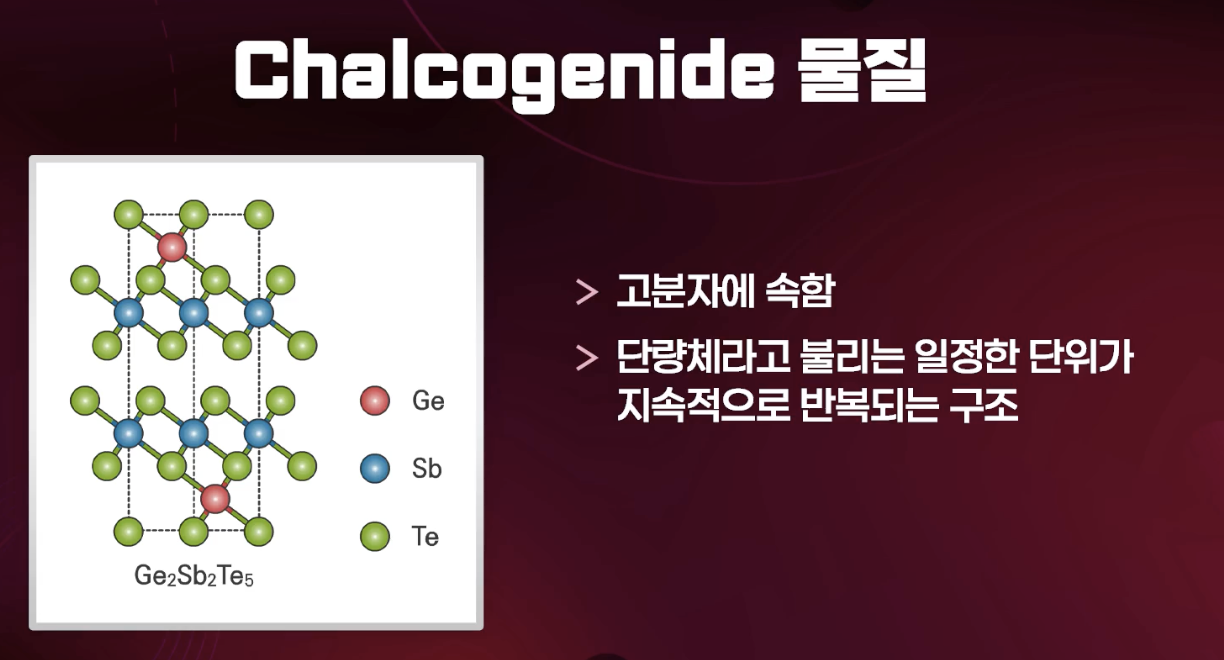 Chalcogenide 물질
> 고분자에 속함
> 단량체라고 불리는 일정한 단위가
지속적으로 반복되는 구조
Ge
Sb
Te
Ge₂Sb₂Te₅